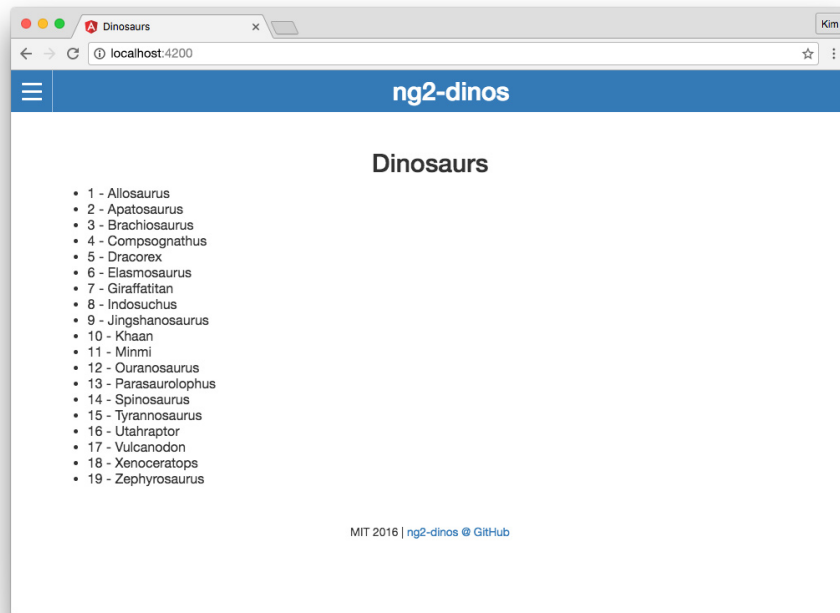 Dinosaurs
Kim
localhost:4200
ng2-dinos
Dinosaurs
• 1 - Allosaurus
• 2 - Apatosaurus
• 3 - Brachiosaurus
• 4 - Compsognathus
• 5 - Dracorex
• 6 - Elasmosaurus
• 7 - Giraffatitan
• 8 - Indosuchus
• 9 - Jingshanosaurus
• 10 - Khaan
• 11 - Minmi
• 12 - Ouranosaurus
• 13 - Parasaurolophus
• 14 - Spinosaurus
• 15 - Tyrannosaurus
• 16 - Utahraptor
• 17 - Vulcanodon
• 18 - Xenoceratops
• 19 - Zephyrosaurus
MIT 2016 | ng2-dinos @ GitHub